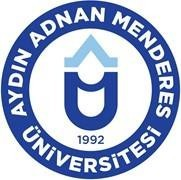 AYDIN ADNAN MENDERES
1992
ÜNİVERSİTESİ